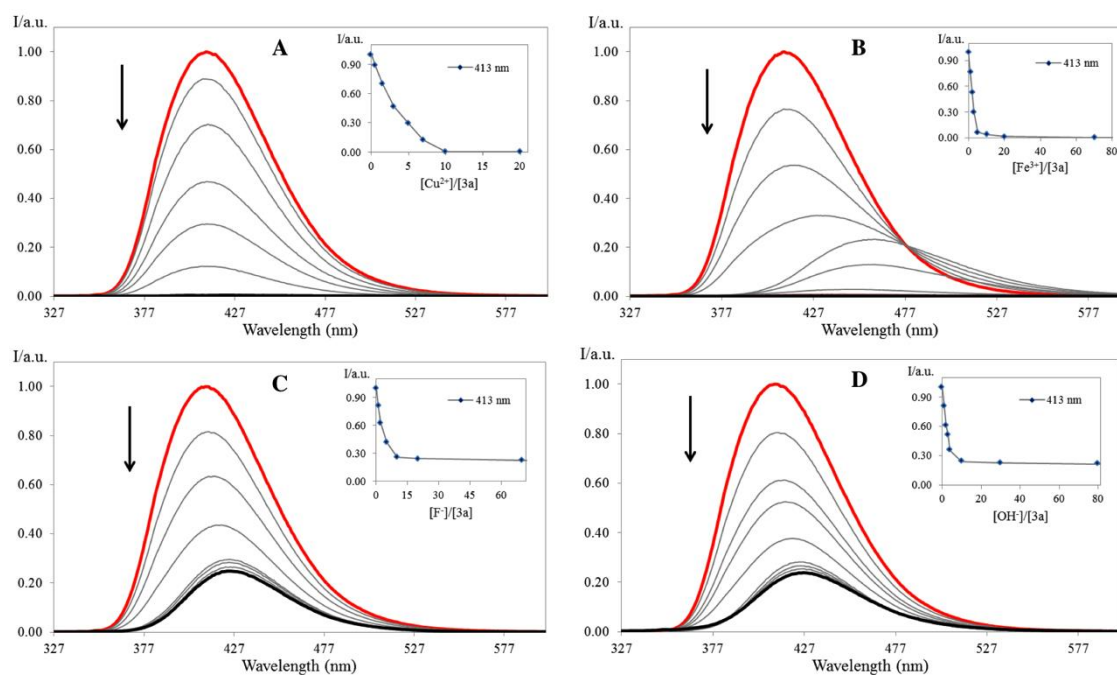 I/a.u.
A
1.00
0.80
0.60
0.40
0.20
0.00
327 377 427 477 527 577
Wavelength (nm)
I/a.u.
0.90
0.60
0.30
0.00
413 nm
0 5 10 15 20
[Cu²⁺]/[3a]
I/a.u.
B
1.00
0.80
0.60
0.40
0.20
0.00
327 377 427 477 527 577
Wavelength (nm)
I/a.u.
0.90
0.60
0.30
0.00
413 nm
0 20 40 60 80
[Fe³⁺]/[3a]
I/a.u.
C
1.00
0.80
0.60
0.40
0.20
0.00
327 377 427 477 527 577
Wavelength (nm)
I/a.u.
0.90
0.60
0.30
0.00
413 nm
0 15 30 45 60
[F⁻]/[3a]
I/a.u.
D
1.00
0.80
0.60
0.40
0.20
0.00
327 377 427 477 527 577
Wavelength (nm)
I/a.u.
0.90
0.60
0.30
0.00
413 nm
0 20 40 60 80
[OH⁻]/[3a]